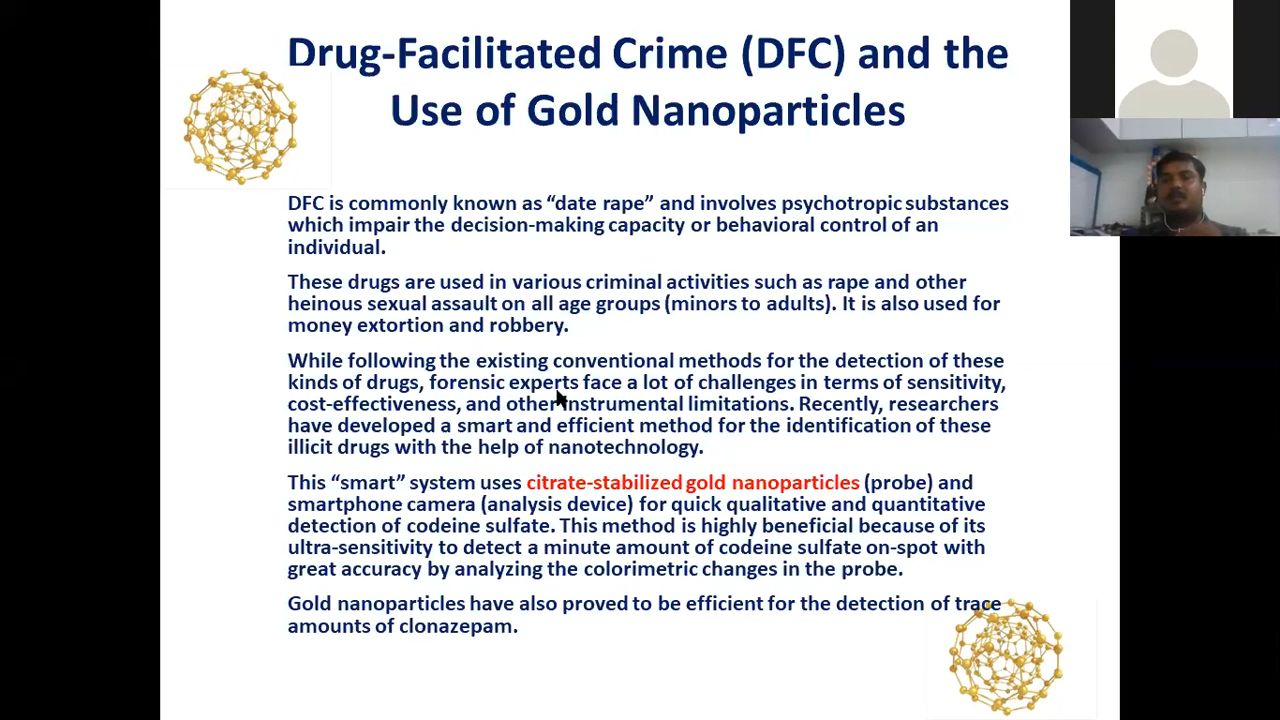 Drug-Facilitated Crime (DFC) and the
Use of Gold Nanoparticles
DFC is commonly known as “date rape” and involves psychotropic substances
which impair the decision-making capacity or behavioral control of an
individual.
These drugs are used in various criminal activities such as rape and other
heinous sexual assault on all age groups (minors to adults). It is also used for
money extortion and robbery.
While following the existing conventional methods for the detection of these
kinds of drugs, forensic experts face a lot of challenges in terms of sensitivity,
cost-effectiveness, and other instrumental limitations. Recently, researchers
have developed a smart and efficient method for the identification of these
illicit drugs with the help of nanotechnology.
This “smart” system uses citrate-stabilized gold nanoparticles (probe) and
smartphone camera (analysis device) for quick qualitative and quantitative
detection of codeine sulfate. This method is highly beneficial because of its
ultra-sensitivity to detect a minute amount of codeine sulfate on-spot with
great accuracy by analyzing the colorimetric changes in the probe.
Gold nanoparticles have also proved to be efficient for the detection of trace
amounts of clonazepam.